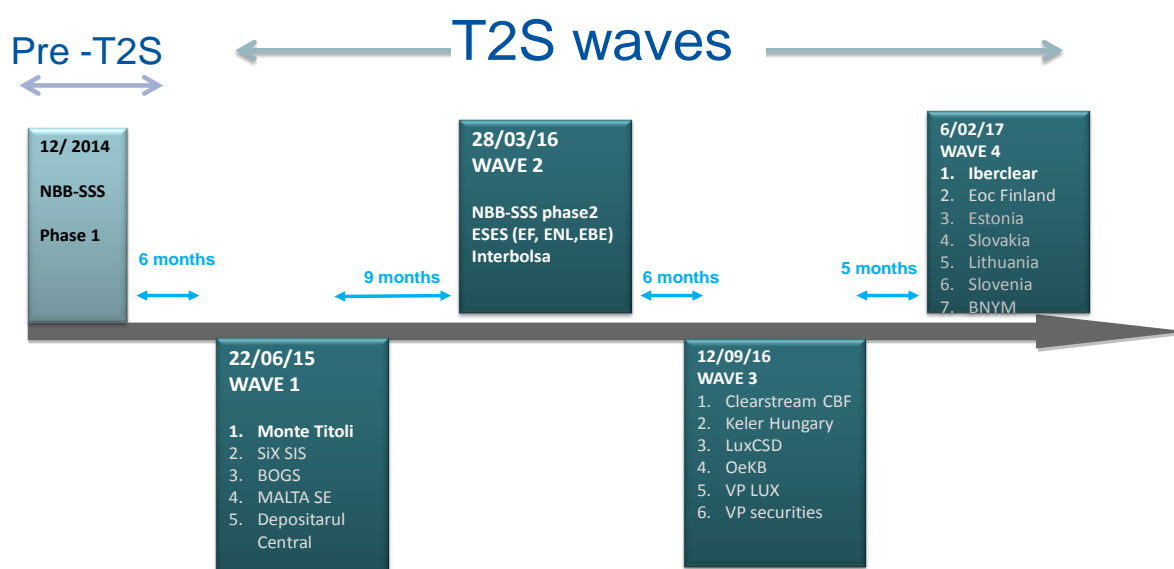 Pre -T2S
T2S waves
12/ 2014
NBB-SSS
Phase 1
6 months
22/06/15
WAVE 1
1. Monte Titoli
2. SiX SIS
3. BOGS
4. MALTA SE
5. Depositarul
Central
9 months
28/03/16
WAVE 2
NBB-SSS phase2
ESES (EF, ENL,EBE)
Interbolsa
6 months
12/09/16
WAVE 3
1. Clearstream CBF
2. Keler Hungary
3. LuxCSD
4. OeKB
5. VP LUX
6. VP securities
5 months
6/02/17
WAVE 4
1. Iberclear
2. Eoc Finland
3. Estonia
4. Slovakia
5. Lithuania
6. Slovenia
7. BNYM